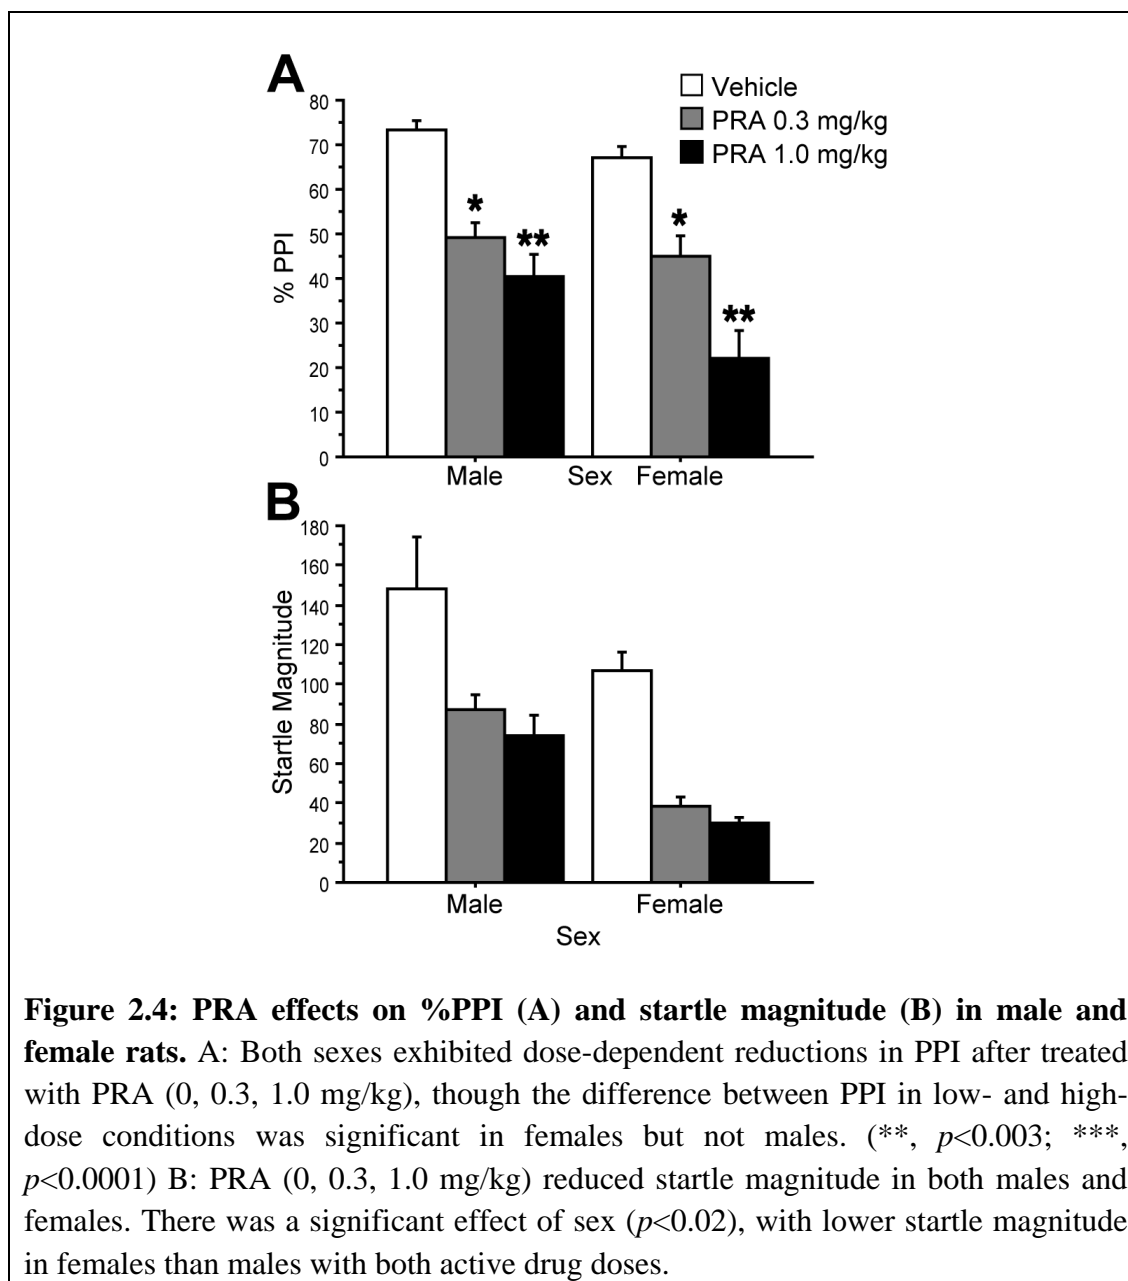 A
Vehicle
PRA 0.3 mg/kg
PRA 1.0 mg/kg
80
70
60
50
40
30
20
10
0
% PPI
*
**
*
**
Male Sex Female
B
180
160
140
120
100
80
60
40
20
0
Startle Magnitude
Male Female
Sex
Figure 2.4: PRA effects on %PPI (A) and startle magnitude (B) in male and
female rats. A: Both sexes exhibited dose-dependent reductions in PPI after treated
with PRA (0, 0.3, 1.0 mg/kg), though the difference between PPI in low- and high-
dose conditions was significant in females but not males. (**, p<0.003; ***,
p<0.0001) B: PRA (0, 0.3, 1.0 mg/kg) reduced startle magnitude in both males and
females. There was a significant effect of sex (p<0.02), with lower startle magnitude
in females than males with both active drug doses.